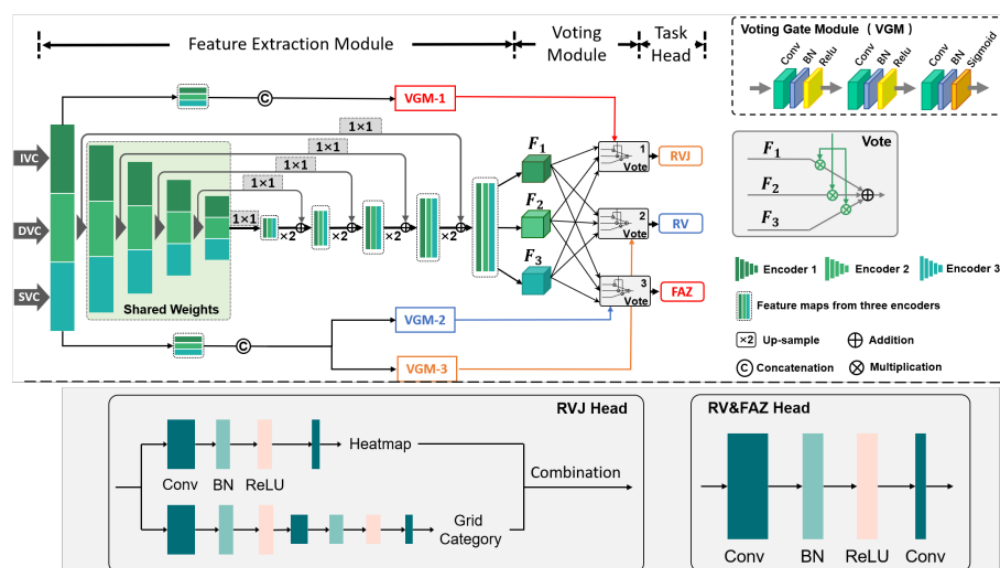 Feature Extraction Module
Voting Module
Task Head
Voting Gate Module (VGM)
Conv BN Relu Conv BN Relu Conv BN Sigmoid
VGM-1
1×1
1×1
1×1
1×1
IVC
DVC
SVC
Shared Weights
×2 ×2 ×2 ×2
F1
F2
F3
1 Vote
2 Vote
3 Vote
RVJ
RV
FAZ
C
C
VGM-2
VGM-3
Vote
F1
F2
F3
Encoder 1 Encoder 2 Encoder 3
Feature maps from three encoders
×2 Up-sample Addition
C Concatenation Multiplication
RVJ Head
Heatmap
Conv BN ReLU
Combination
Grid Category
RV&FAZ Head
Conv BN ReLU Conv